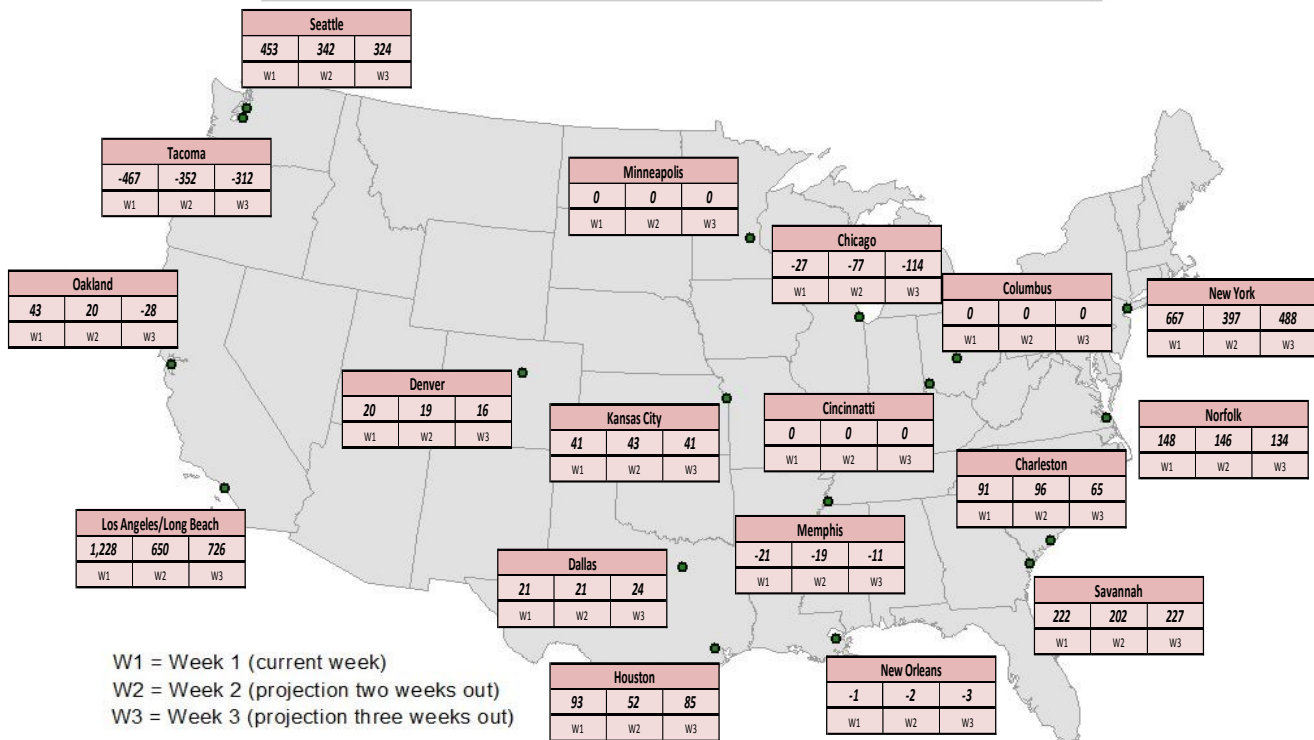 Seattle
453 342 324
W1 W2 W3
Tacoma
-467 -352 -312
W1 W2 W3
Minneapolis
0 0 0
W1 W2 W3
Chicago
-27 -77 -114
W1 W2 W3
Oakland
43 20 -28
W1 W2 W3
Columbus
0 0 0
W1 W2 W3
New York
667 397 488
W1 W2 W3
Denver
20 19 16
W1 W2 W3
Kansas City
41 43 41
W1 W2 W3
Cincinnatti
0 0 0
W1 W2 W3
Norfolk
148 146 134
W1 W2 W3
Charleston
91 96 65
W1 W2 W3
Los Angeles/Long Beach
1,228 650 726
W1 W2 W3
Memphis
-21 -19 -11
W1 W2 W3
Dallas
21 21 24
W1 W2 W3
Savannah
222 202 227
W1 W2 W3
Houston
93 52 85
W1 W2 W3
New Orleans
-1 -2 -3
W1 W2 W3
W1 = Week 1 (current week)
W2 = Week 2 (projection two weeks out)
W3 = Week 3 (projection three weeks out)